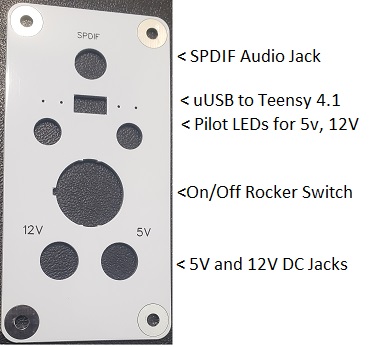 SPDIF
12V
5V
< SPDIF Audio Jack
< uUSB to Teensy 4.1
< Pilot LEDs for 5v, 12V
<On/Off Rocker Switch
< 5V and 12V DC Jacks